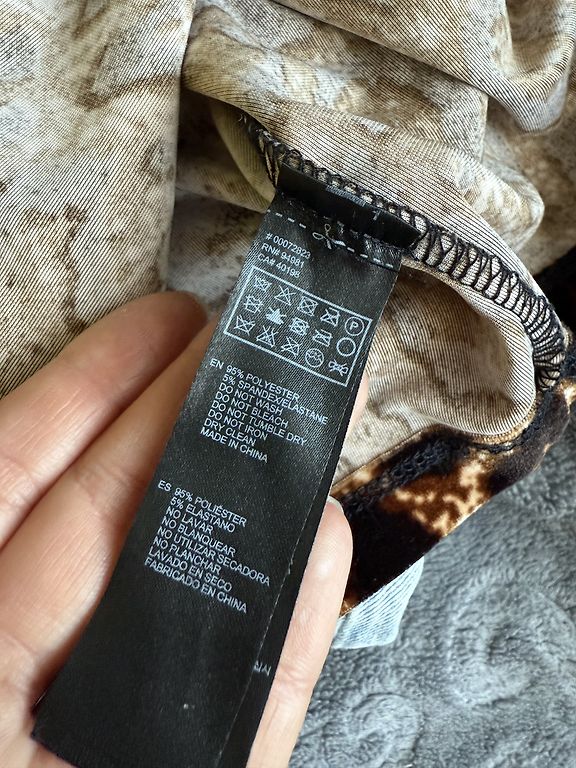 # 00072823
RN# 94981
CA# 40198
P
EN 95% POLYESTER
5% SPANDEX/ELASTANE
DO NOT WASH
DO NOT BLEACH
DO NOT TUMBLE DRY
DO NOT IRON
DRY CLEAN
MADE IN CHINA
ES 95% POLIÉSTER
5% ELASTANO
NO LAVAR
NO BLANQUEAR
NO UTILIZAR SECADORA
NO PLANCHAR
LAVADO EN SECO
FABRICADO EN CHINA